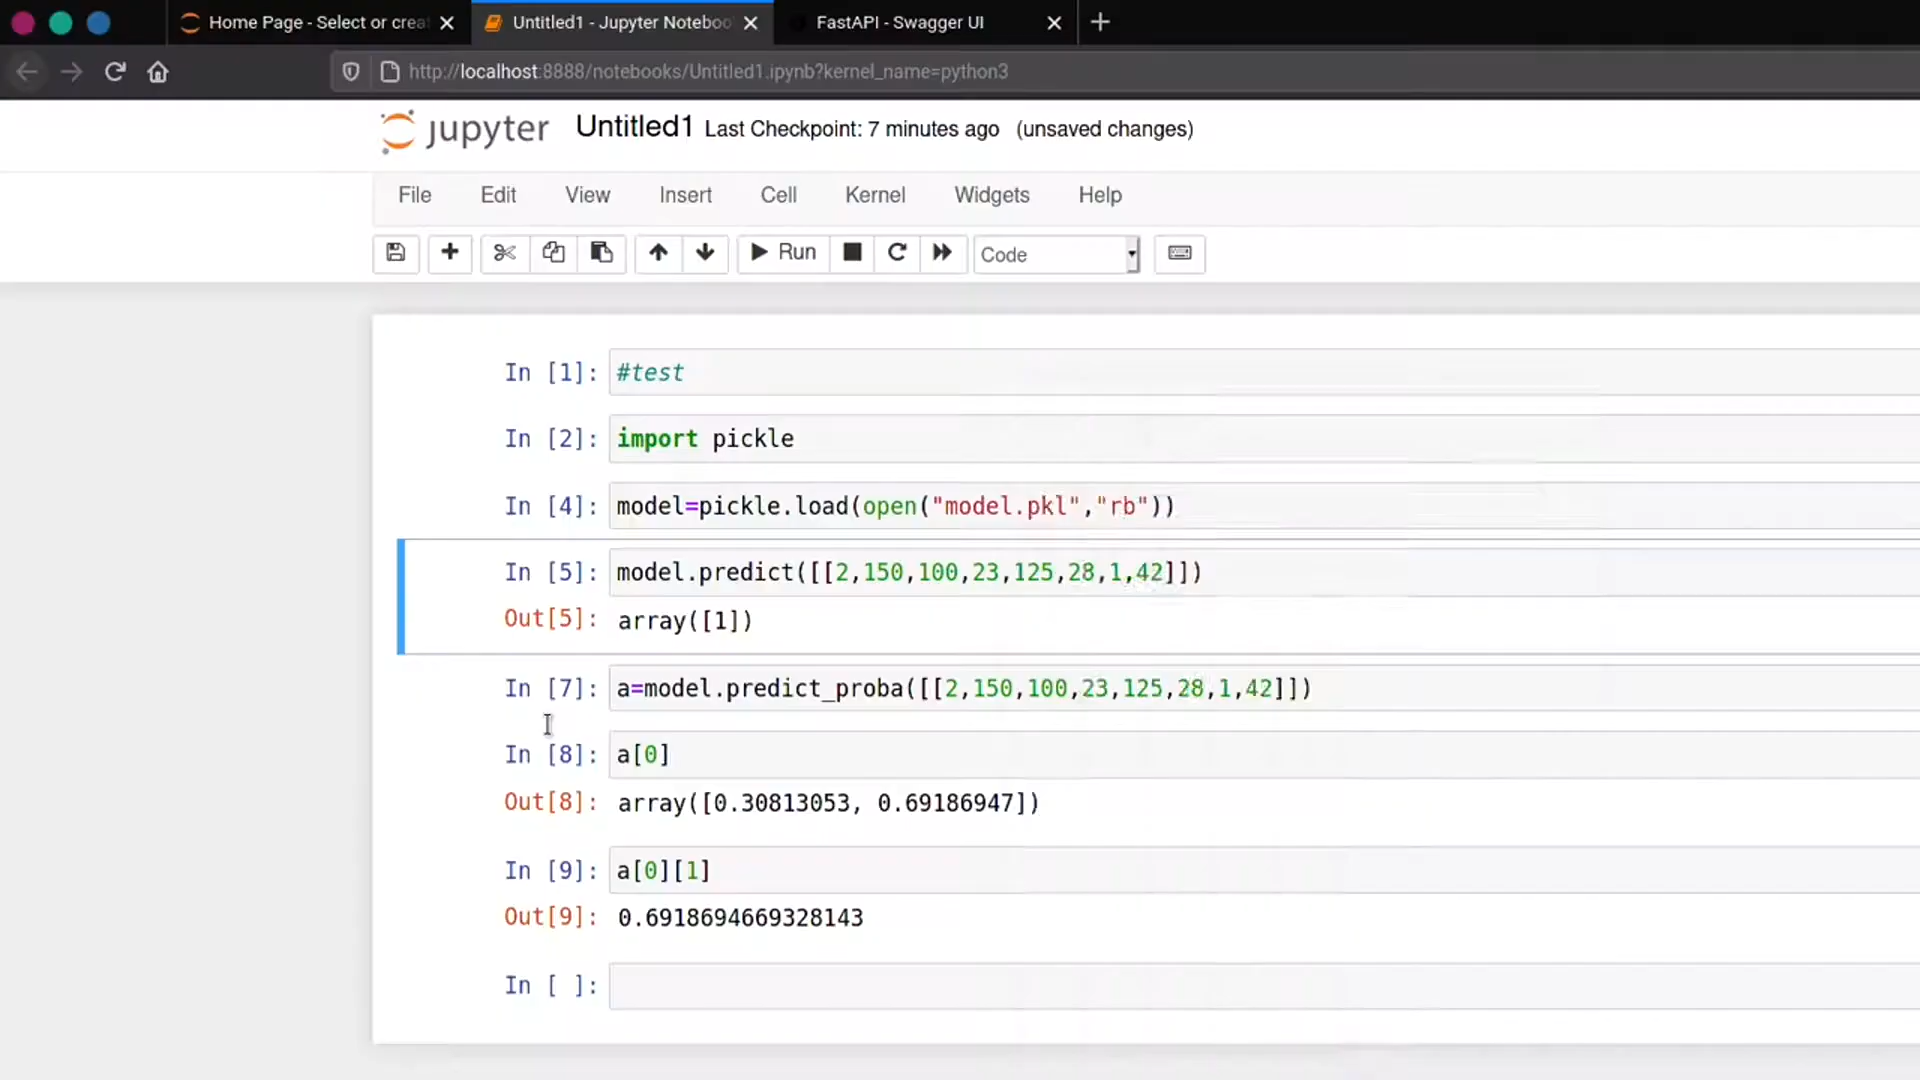 Home Page - Select or crea
Untitled1 - Jupyter Noteboo
FastAPI - Swagger UI
http://localhost:8888/notebooks/Untitled1.ipynb?kernel_name=python3
jupyter Untitled1 Last Checkpoint: 7 minutes ago (unsaved changes)
File Edit View Insert Cell Kernel Widgets Help
Run Code
In [1]: #test
In [2]: import pickle
In [4]: model=pickle.load(open("model.pkl","rb"))
In [5]: model.predict([[2,150,100,23,125,28,1,42]])
Out[5]: array([1])
In [7]: a=model.predict_proba([[2,150,100,23,125,28,1,42]])
In [8]: a[0]
Out[8]: array([0.30813053, 0.69186947])
In [9]: a[0][1]
Out[9]: 0.6918694669328143
In [ ]: